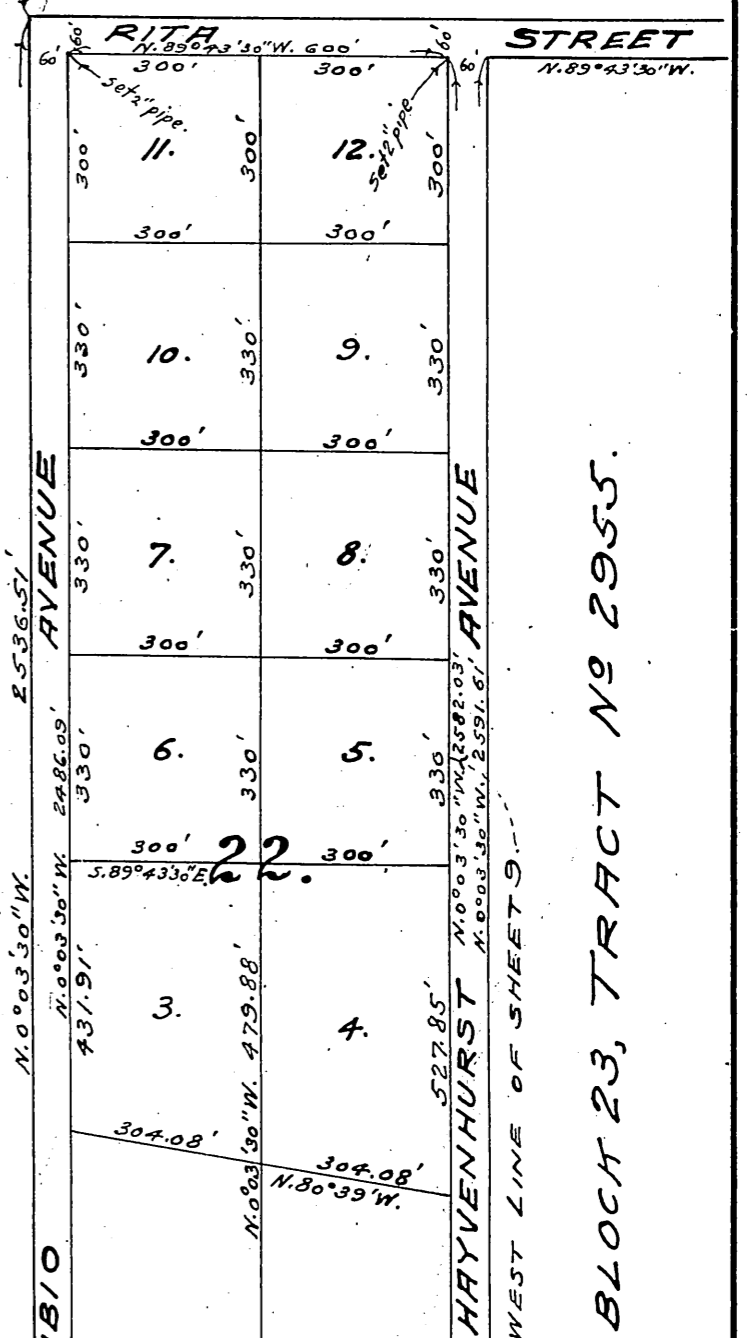 RITA STREET
N.89°43'30"W. 600'
N.89°43'30"W.
60' 60' 60' 60'
300' 300'
set 2" pipe. set 2" pipe
11. 12.
300' 300' 300'
300' 300'
10. 9.
330' 330' 330'
300' 300'
7. 8.
330' 330' 330'
300' 300'
6. 5.
330' 330' 330'
300' 300'
S.89°43'30"E.
22.
3. 4.
431.91'
N.0°03'30"W. 479.88'
527.85'
304.08' 304.08'
N.80°39'W.
N.0°03'30"W.
N.0°03'30"W. 2536.51'
N.0°03'30"W. 2486.09'
BIO AVENUE
HAYVENHURST AVENUE
N.0°03'30"W. 2582.03'
N.0°03'30"W. 2591.61'
WEST LINE OF SHEET 9.
BLOCK 23, TRACT Nº 2955.